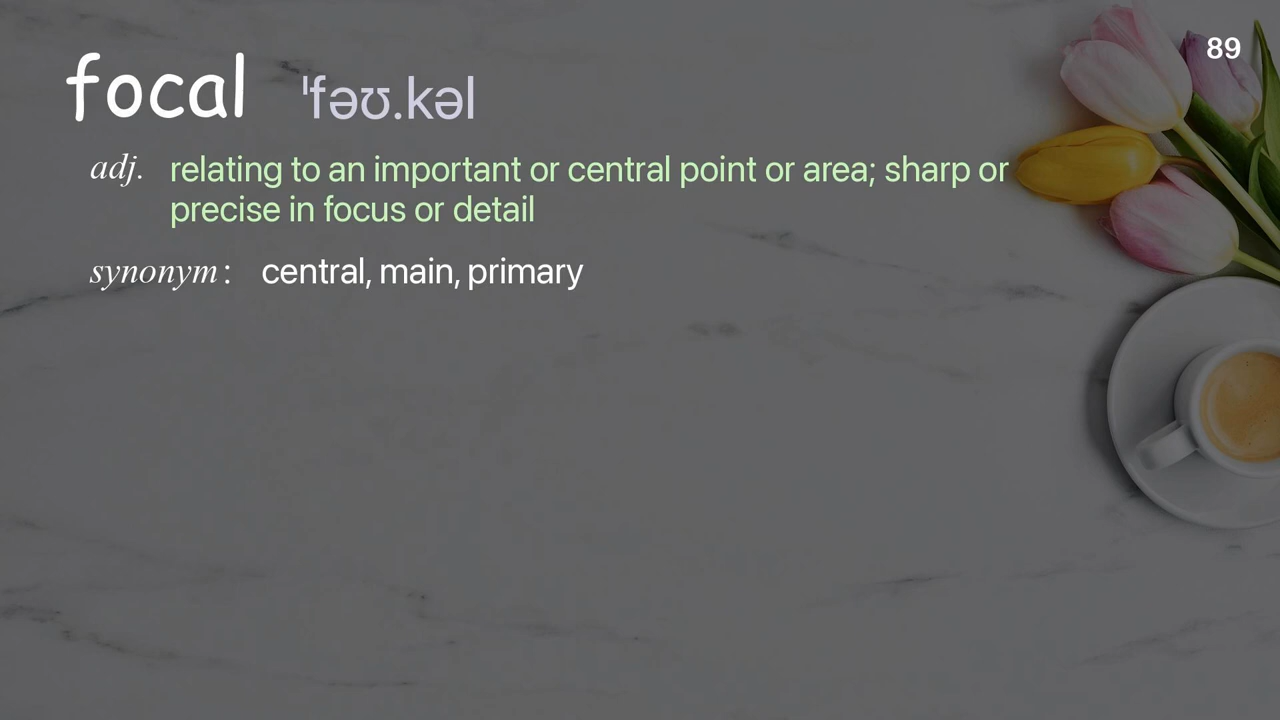 89
focal ˈfəʊ.kəl
adj. relating to an important or central point or area; sharp or
precise in focus or detail
synonym: central, main, primary